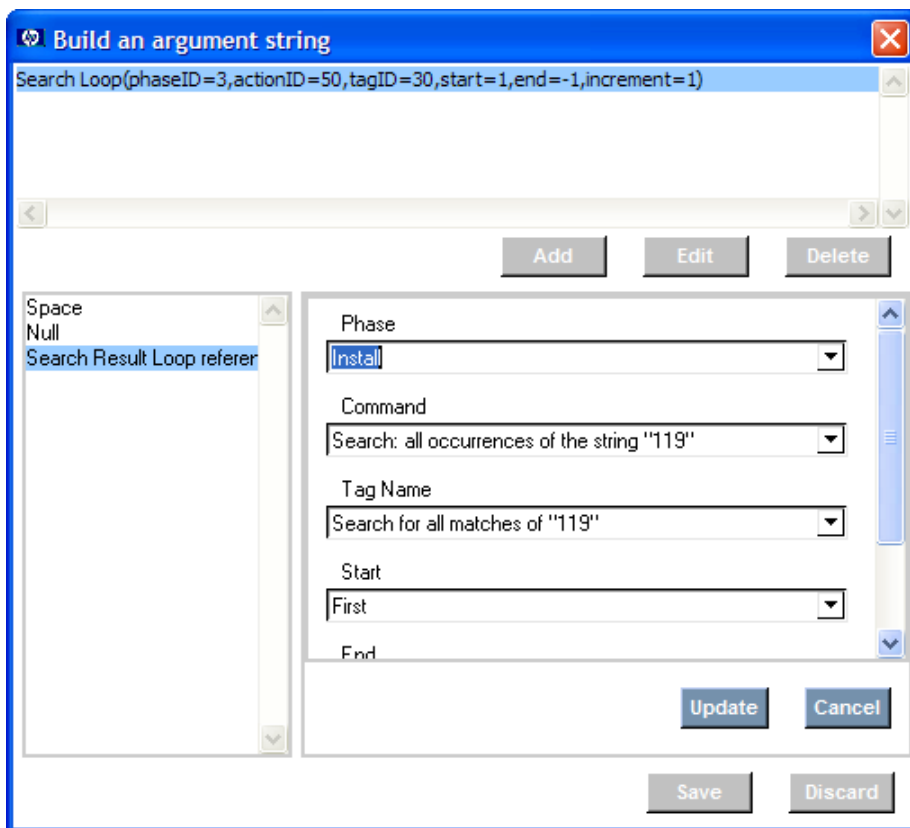 hp Build an argument string
Search Loop(phaseID=3,actionID=50,tagID=30,start=1,end=-1,increment=1)
Add Edit Delete
Space
Null
Search Result Loop referer
Phase
Install
Command
Search: all occurrences of the string "119"
Tag Name
Search for all matches of "119"
Start
First
End
Update Cancel
Save Discard